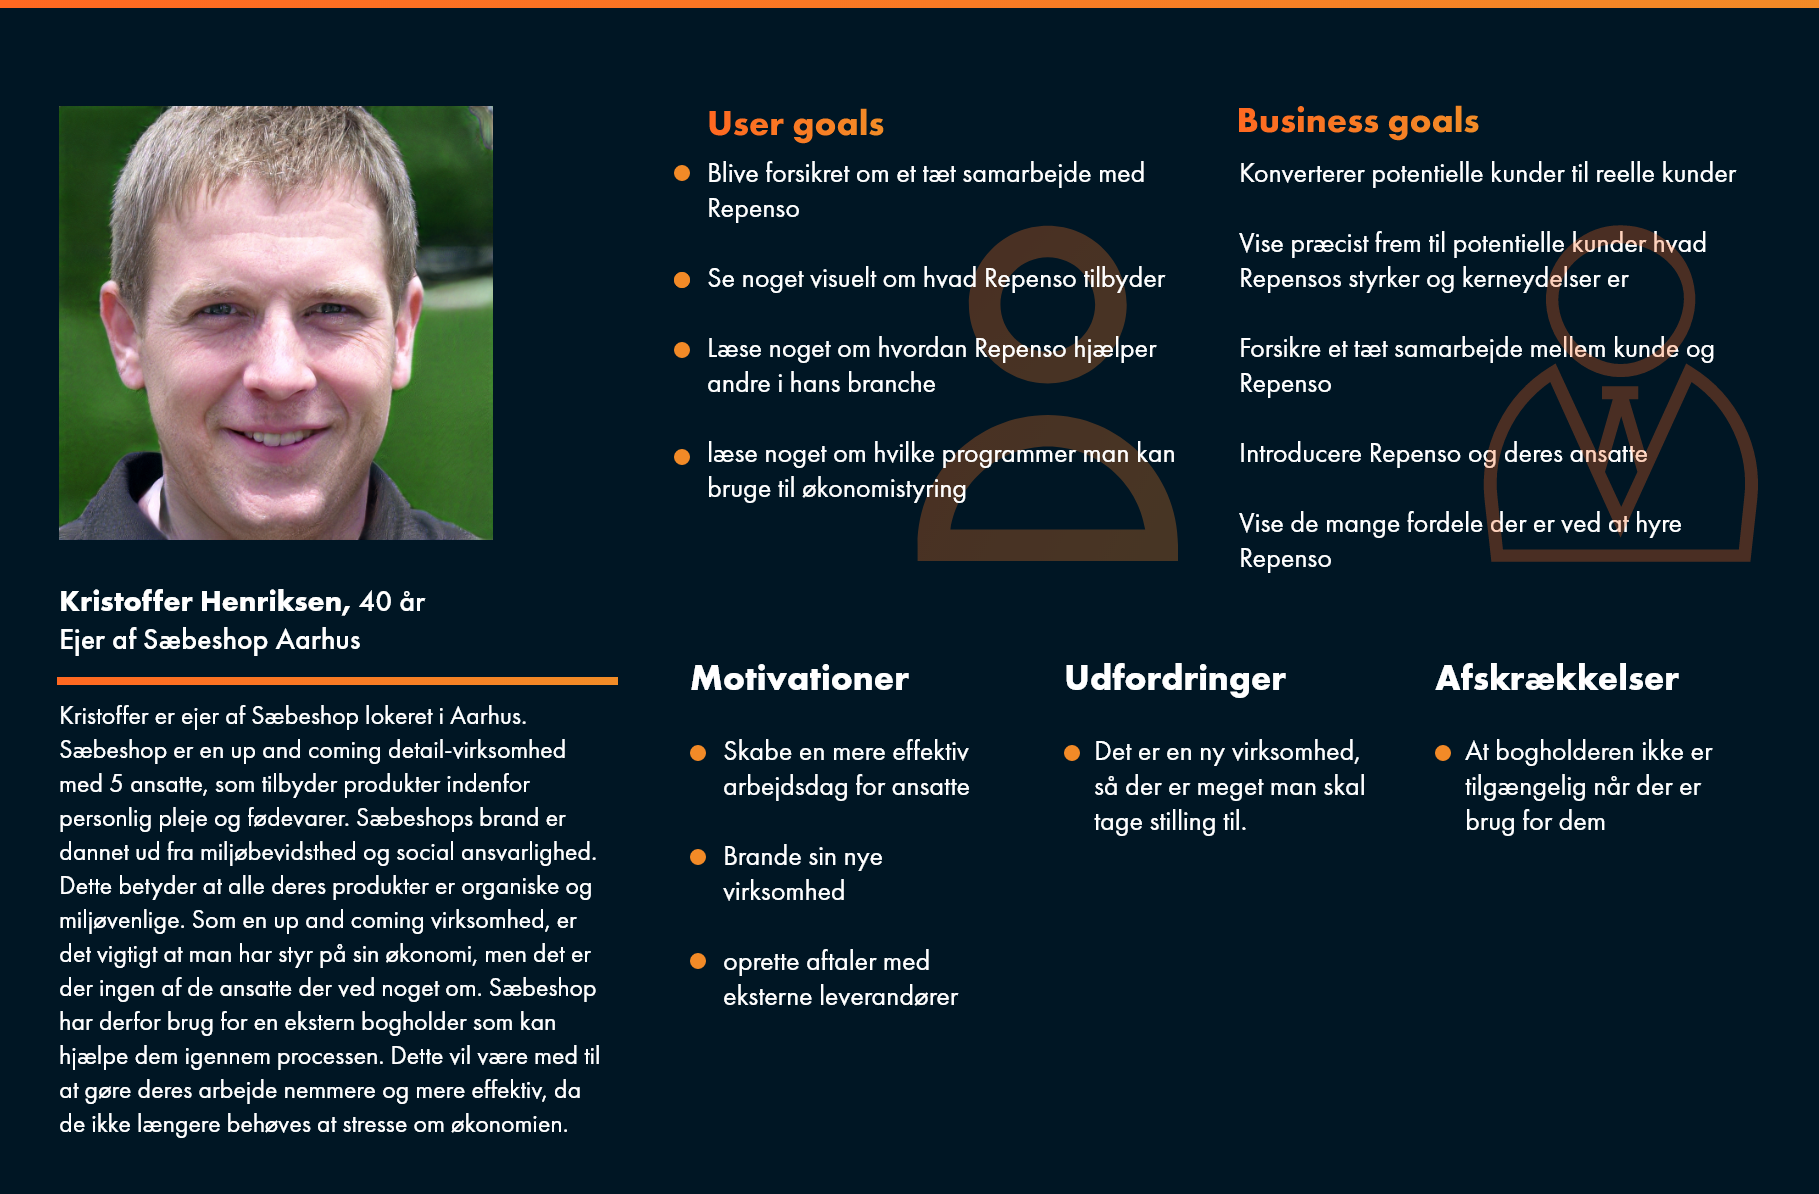 Kristoffer Henriksen, 40 år
Ejer af Sæbeshop Aarhus
Kristoffer er ejer af Sæbeshop lokeret i Aarhus.
Sæbeshop er en up and coming detail-virksomhed
med 5 ansatte, som tilbyder produkter indenfor
personlig pleje og fødevarer. Sæbeshops brand er
dannet ud fra miljøbevidsthed og social ansvarlighed.
Dette betyder at alle deres produkter er organiske og
miljøvenlige. Som en up and coming virksomhed, er
det vigtigt at man har styr på sin økonomi, men det er
der ingen af de ansatte der ved noget om. Sæbeshop
har derfor brug for en ekstern bogholder som kan
hjælpe dem igennem processen. Dette vil være med til
at gøre deres arbejde nemmere og mere effektiv, da
de ikke længere behøves at stresse om økonomien.
User goals
Blive forsikret om et tæt samarbejde med
Repenso
Se noget visuelt om hvad Repenso tilbyder
Læse noget om hvordan Repenso hjælper
andre i hans branche
læse noget om hvilke programmer man kan
bruge til økonomistyring
Business goals
Konverterer potentielle kunder til reelle kunder
Vise præcist frem til potentielle kunder hvad
Repensos styrker og kerneydelser er
Forsikre et tæt samarbejde mellem kunde og
Repenso
Introducere Repenso og deres ansatte
Vise de mange fordele der er ved at hyre
Repenso
Motivationer
Skabe en mere effektiv
arbejdsdag for ansatte
Brande sin nye
virksomhed
oprette aftaler med
eksterne leverandører
Udfordringer
Det er en ny virksomhed,
så der er meget man skal
tage stilling til.
Afskrækkelser
At bogholderen ikke er
tilgængelig når der er
brug for dem